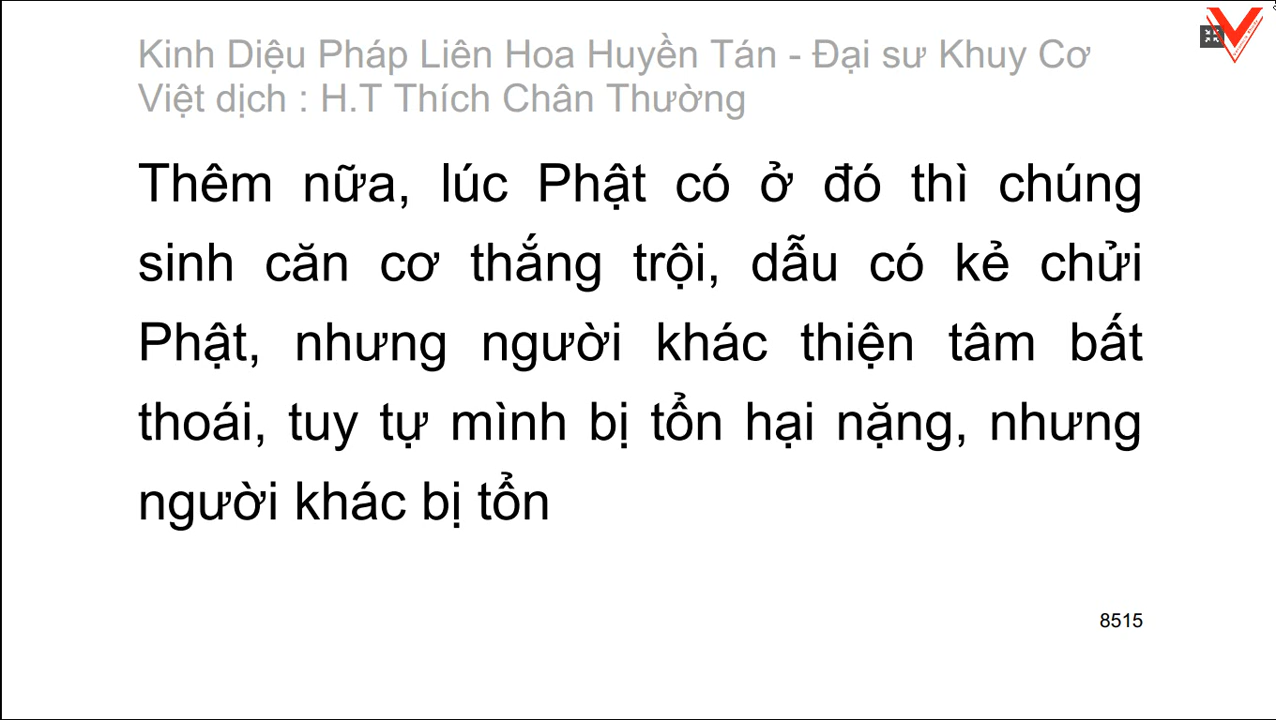 Kinh Diệu Pháp Liên Hoa Huyền Tán - Đại sư Khuy Cơ
Việt dịch : H.T Thích Chân Thường
Thêm nữa, lúc Phật có ở đó thì chúng
sinh căn cơ thắng trội, dẫu có kẻ chửi
Phật, nhưng người khác thiện tâm bất
thoái, tuy tự mình bị tổn hại nặng, nhưng
người khác bị tổn
8515